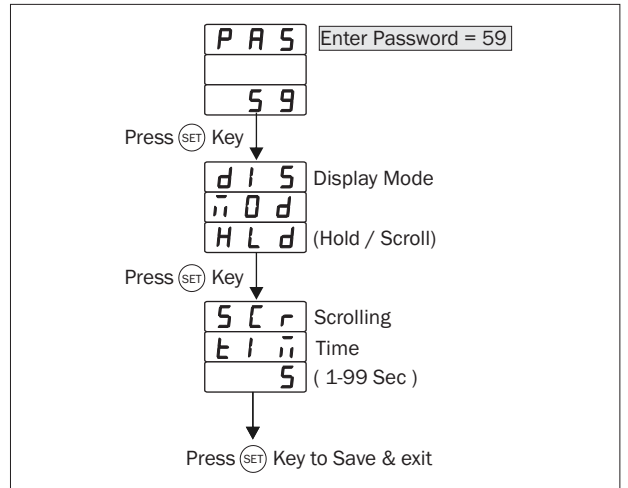 PAS Enter Password = 59
59
Press SET Key
dIS Display Mode
mOd
HLd (Hold / Scroll)
Press SET Key
SCr Scrolling
tIm Time
5 ( 1-99 Sec )
Press SET Key to Save & exit